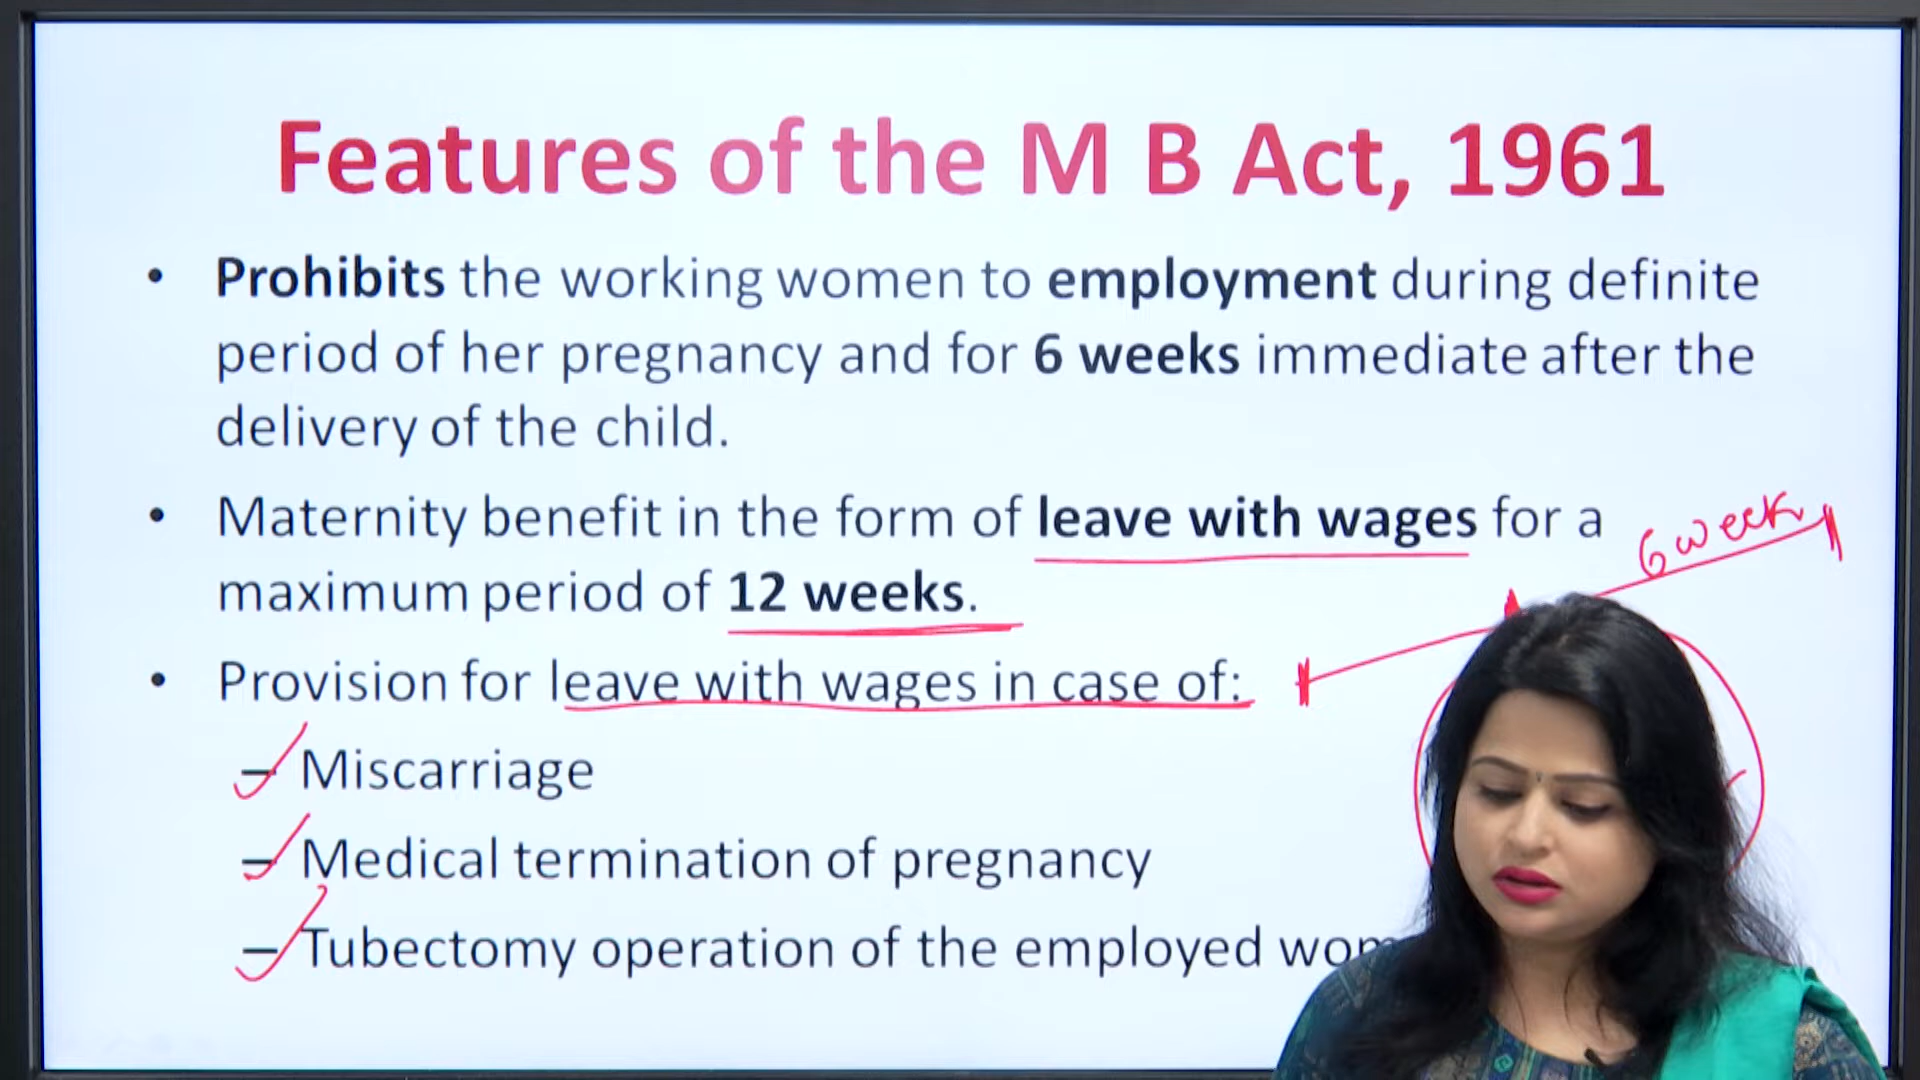 Features of the M B Act, 1961
• Prohibits the working women to employment during definite
period of her pregnancy and for 6 weeks immediate after the
delivery of the child.
• Maternity benefit in the form of leave with wages for a
maximum period of 12 weeks.
6 week
• Provision for leave with wages in case of:
– Miscarriage
– Medical termination of pregnancy
– Tubectomy operation of the employed